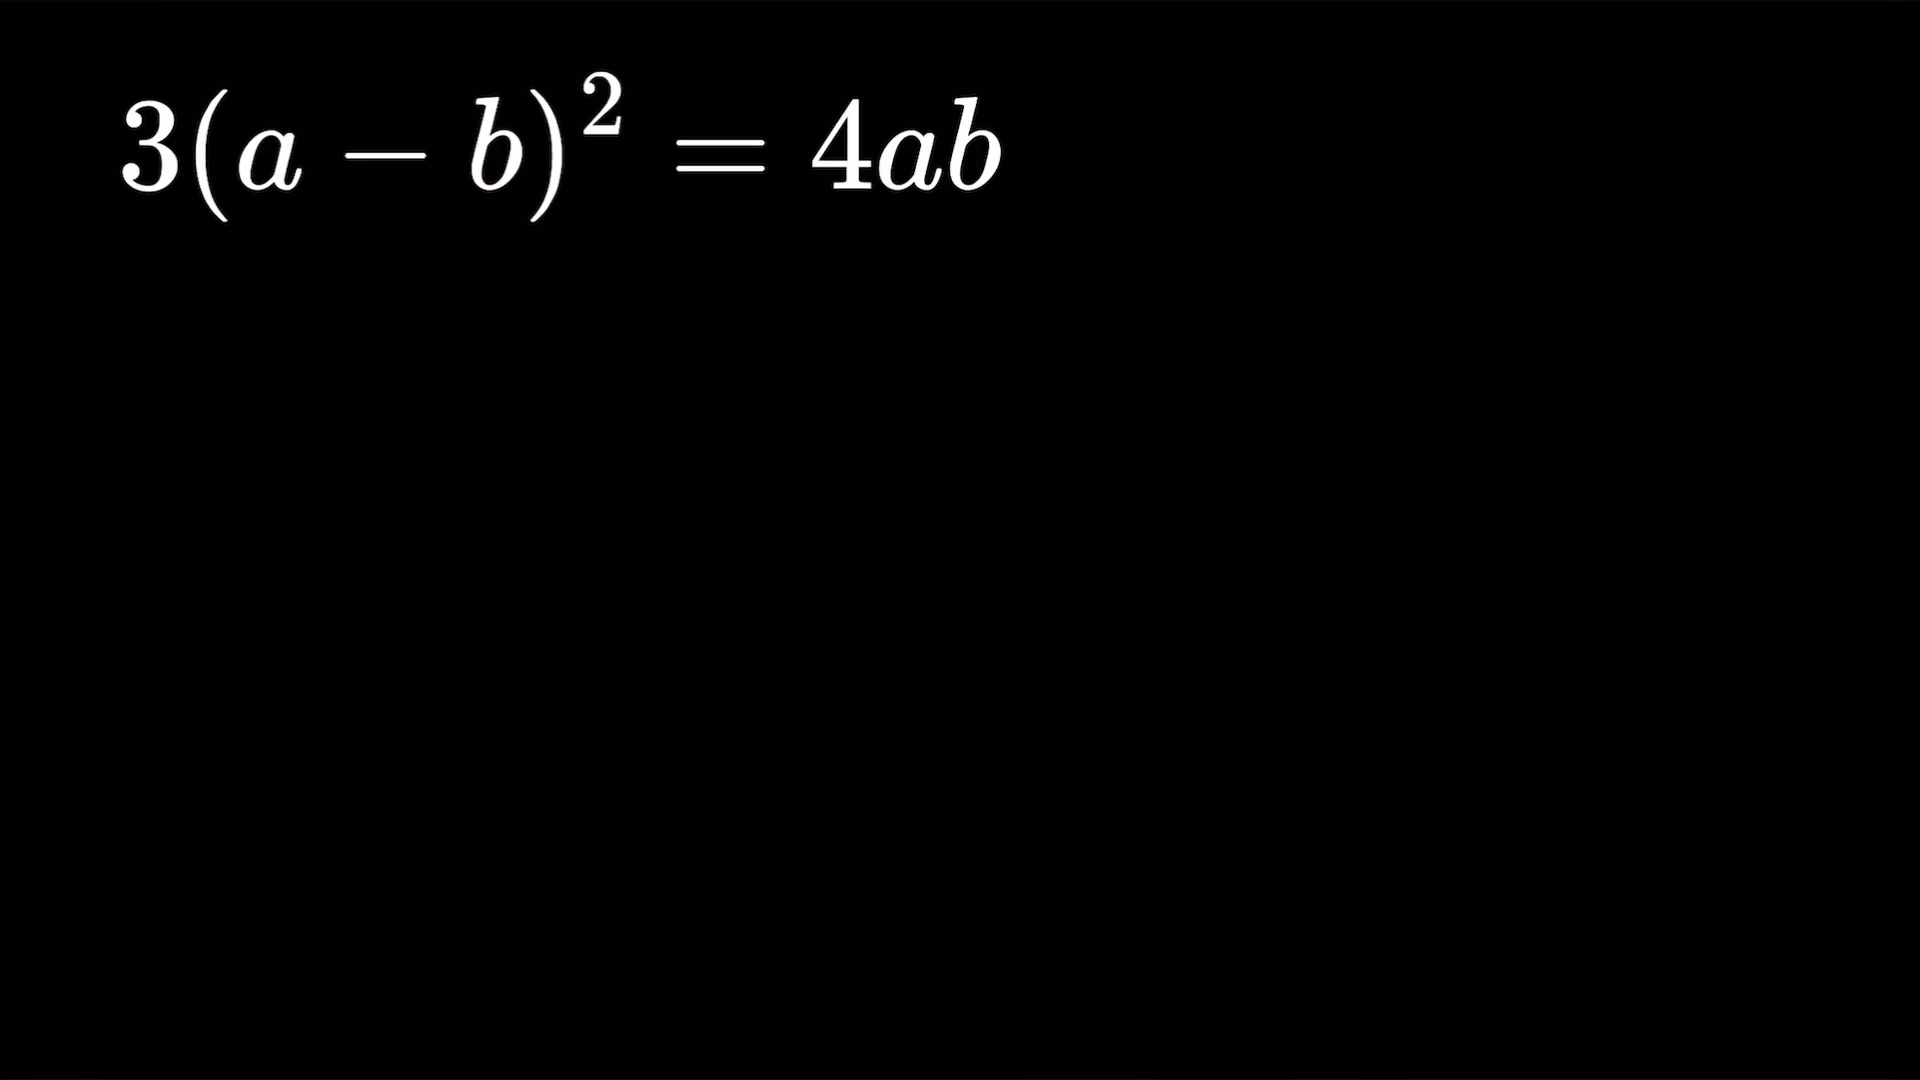 3(a − b)² = 4ab